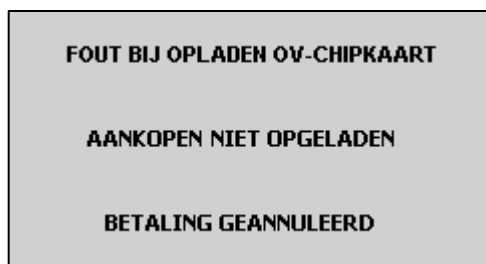 FOUT BIJ OPLADEN OV-CHIPKAART
AANKOPEN NIET OPGELADEN
BETALING GEANNULEERD